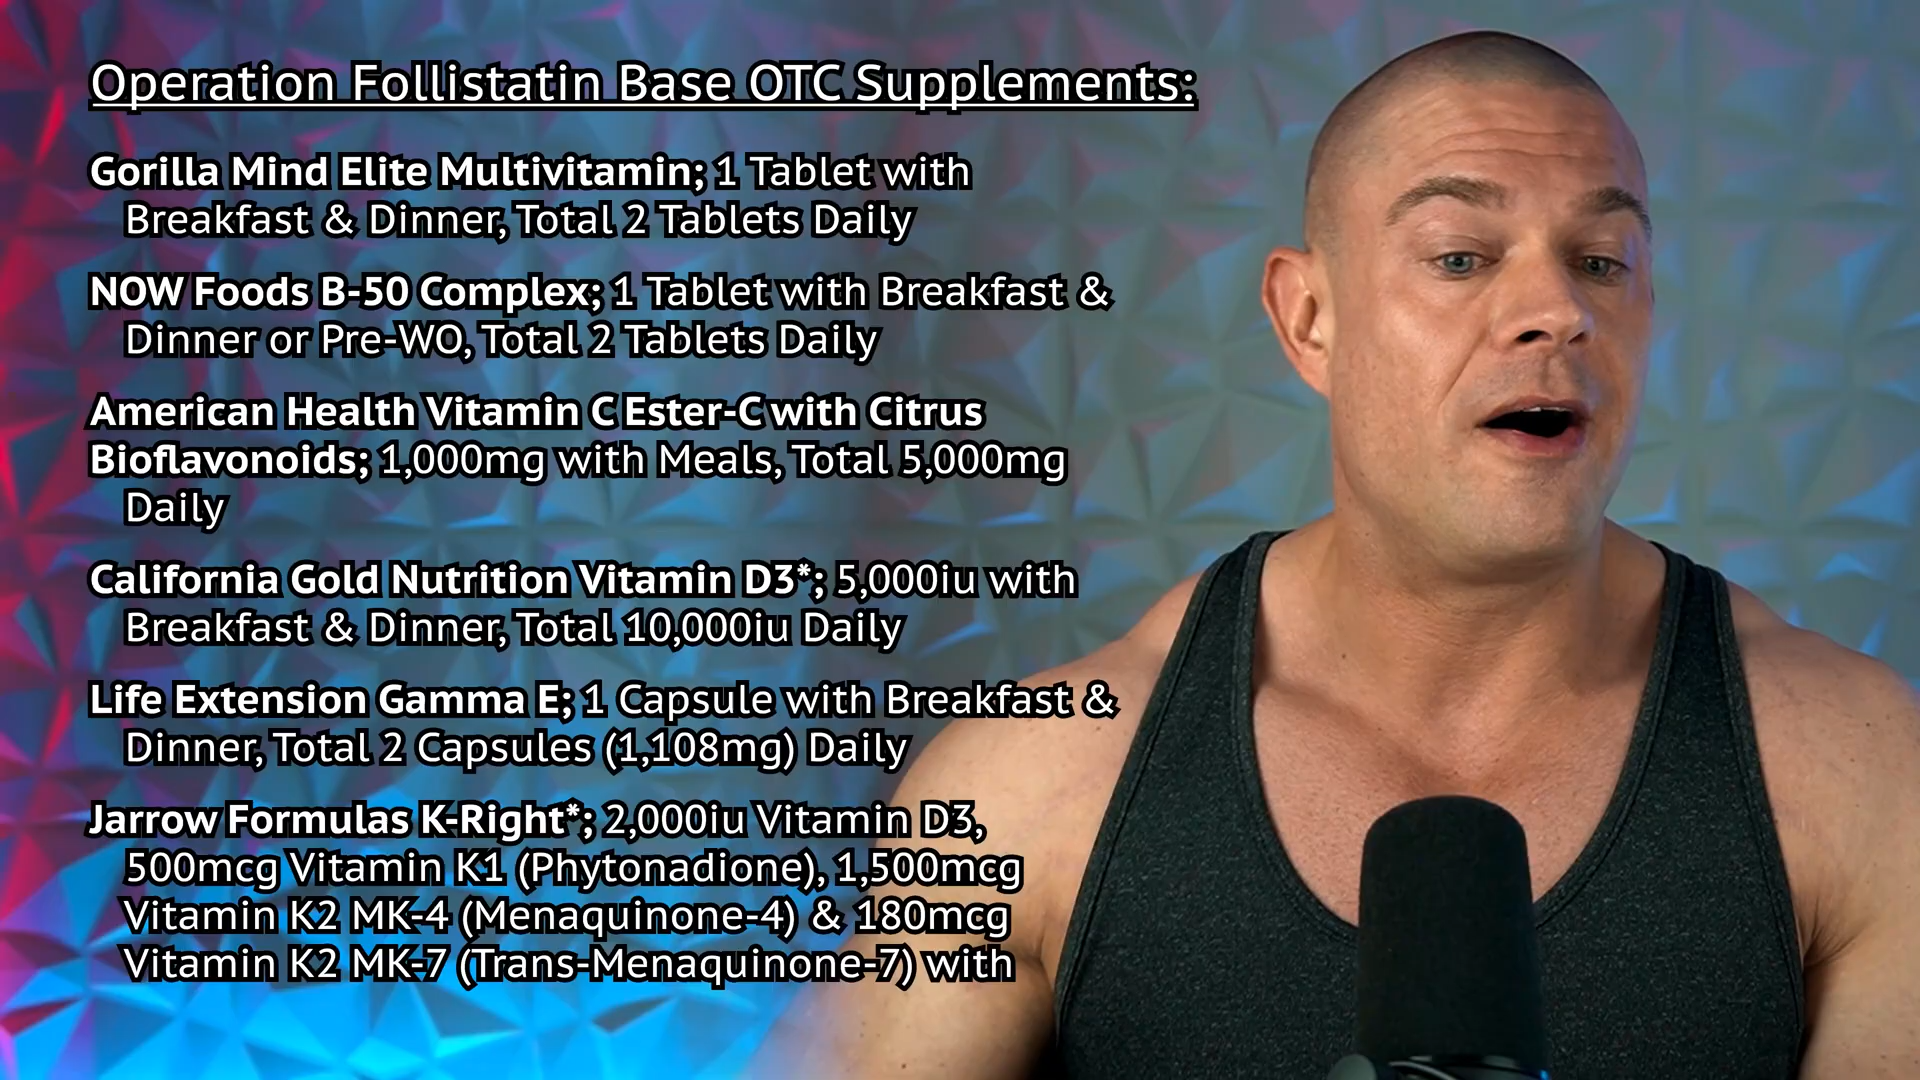 Operation Follistatin Base OTC Supplements:
Gorilla Mind Elite Multivitamin; 1 Tablet with
Breakfast & Dinner, Total 2 Tablets Daily
NOW Foods B-50 Complex; 1 Tablet with Breakfast &
Dinner or Pre-WO, Total 2 Tablets Daily
American Health Vitamin C Ester-C with Citrus
Bioflavonoids; 1,000mg with Meals, Total 5,000mg
Daily
California Gold Nutrition Vitamin D3*; 5,000iu with
Breakfast & Dinner, Total 10,000iu Daily
Life Extension Gamma E; 1 Capsule with Breakfast &
Dinner, Total 2 Capsules (1,108mg) Daily
Jarrow Formulas K-Right*; 2,000iu Vitamin D3,
500mcg Vitamin K1 (Phytonadione), 1,500mcg
Vitamin K2 MK-4 (Menaquinone-4) & 180mcg
Vitamin K2 MK-7 (Trans-Menaquinone-7) with